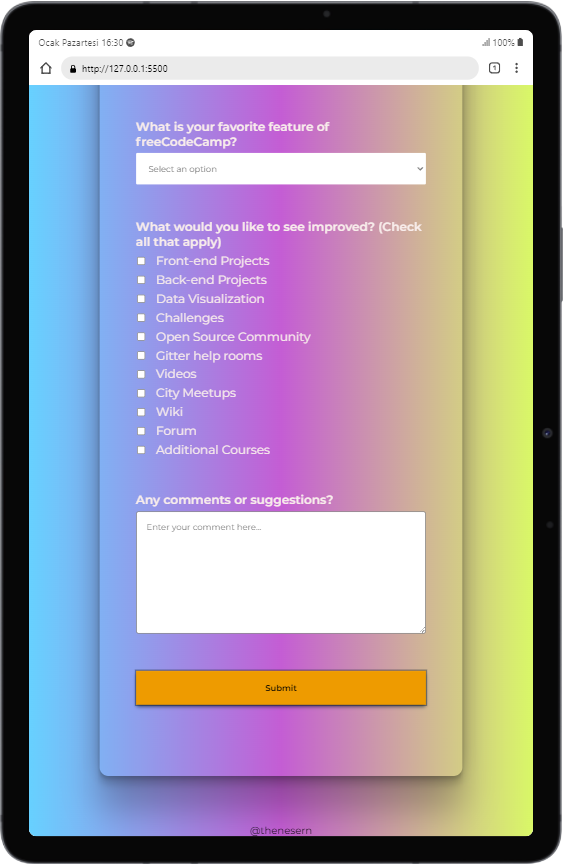 Ocak Pazartesi 16:30
100%
http://127.0.0.1:5500
1
What is your favorite feature of
freeCodeCamp?
Select an option
What would you like to see improved? (Check
all that apply)
Front-end Projects
Back-end Projects
Data Visualization
Challenges
Open Source Community
Gitter help rooms
Videos
City Meetups
Wiki
Forum
Additional Courses
Any comments or suggestions?
Enter your comment here...
Submit
@thenesern